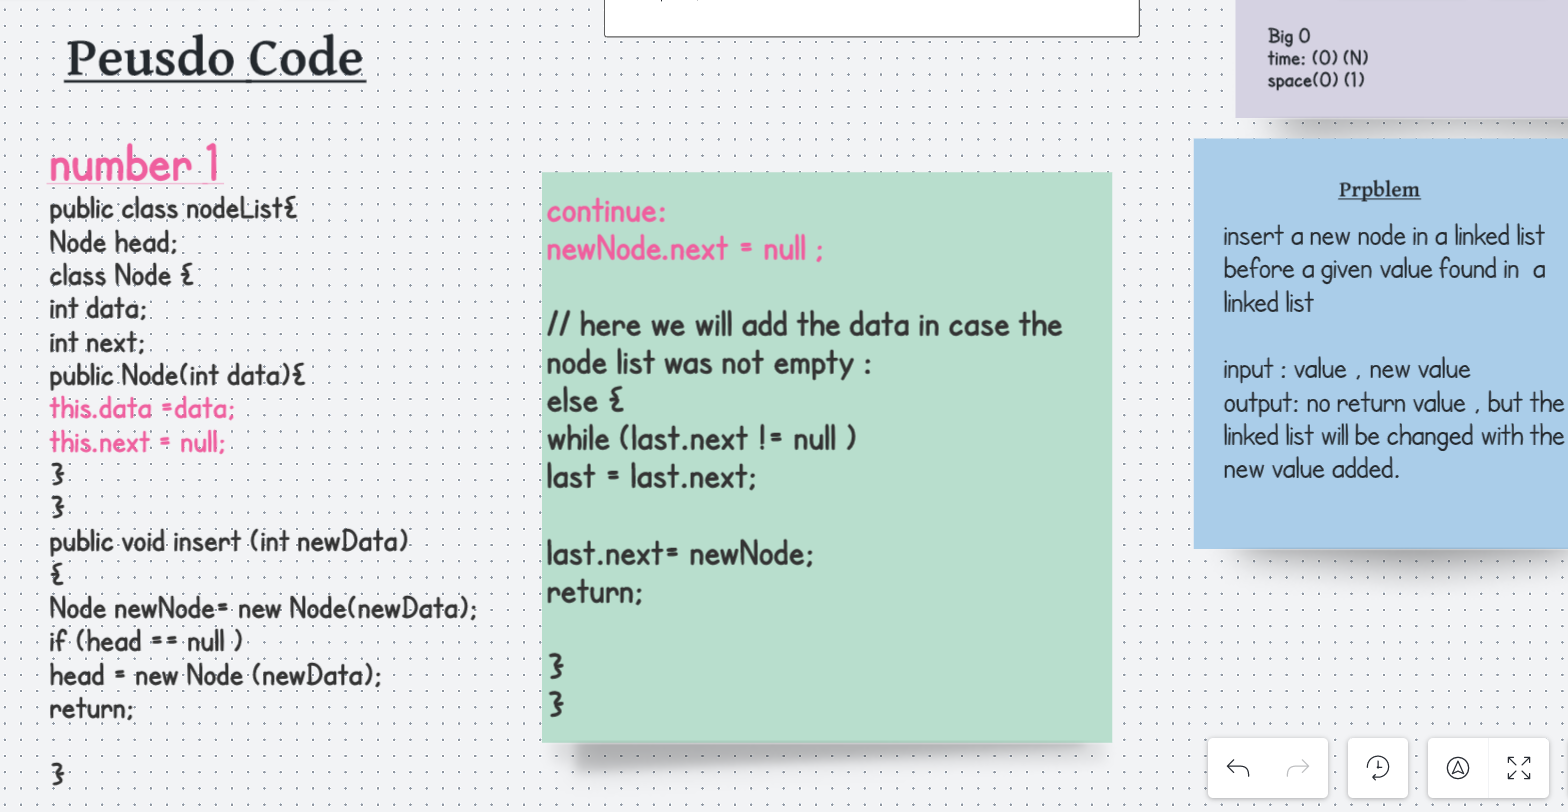 Peusdo Code
number 1
public class nodeList{
Node head;
class Node {
int data;
int next;
public Node(int data){
this.data =data;
this.next = null;
}
}
public void insert (int newData)
{
Node newNode= new Node(newData);
if (head == null )
head = new Node (newData);
return;
}
continue:
newNode.next = null ;
// here we will add the data in case the
node list was not empty :
else {
while (last.next != null )
last = last.next;
last.next= newNode;
return;
}
}
Big O
time: (O) (N)
space(O) (1)
Prpblem
insert a new node in a linked list
before a given value found in a
linked list
input : value , new value
output: no return value , but the
linked list will be changed with the
new value added.